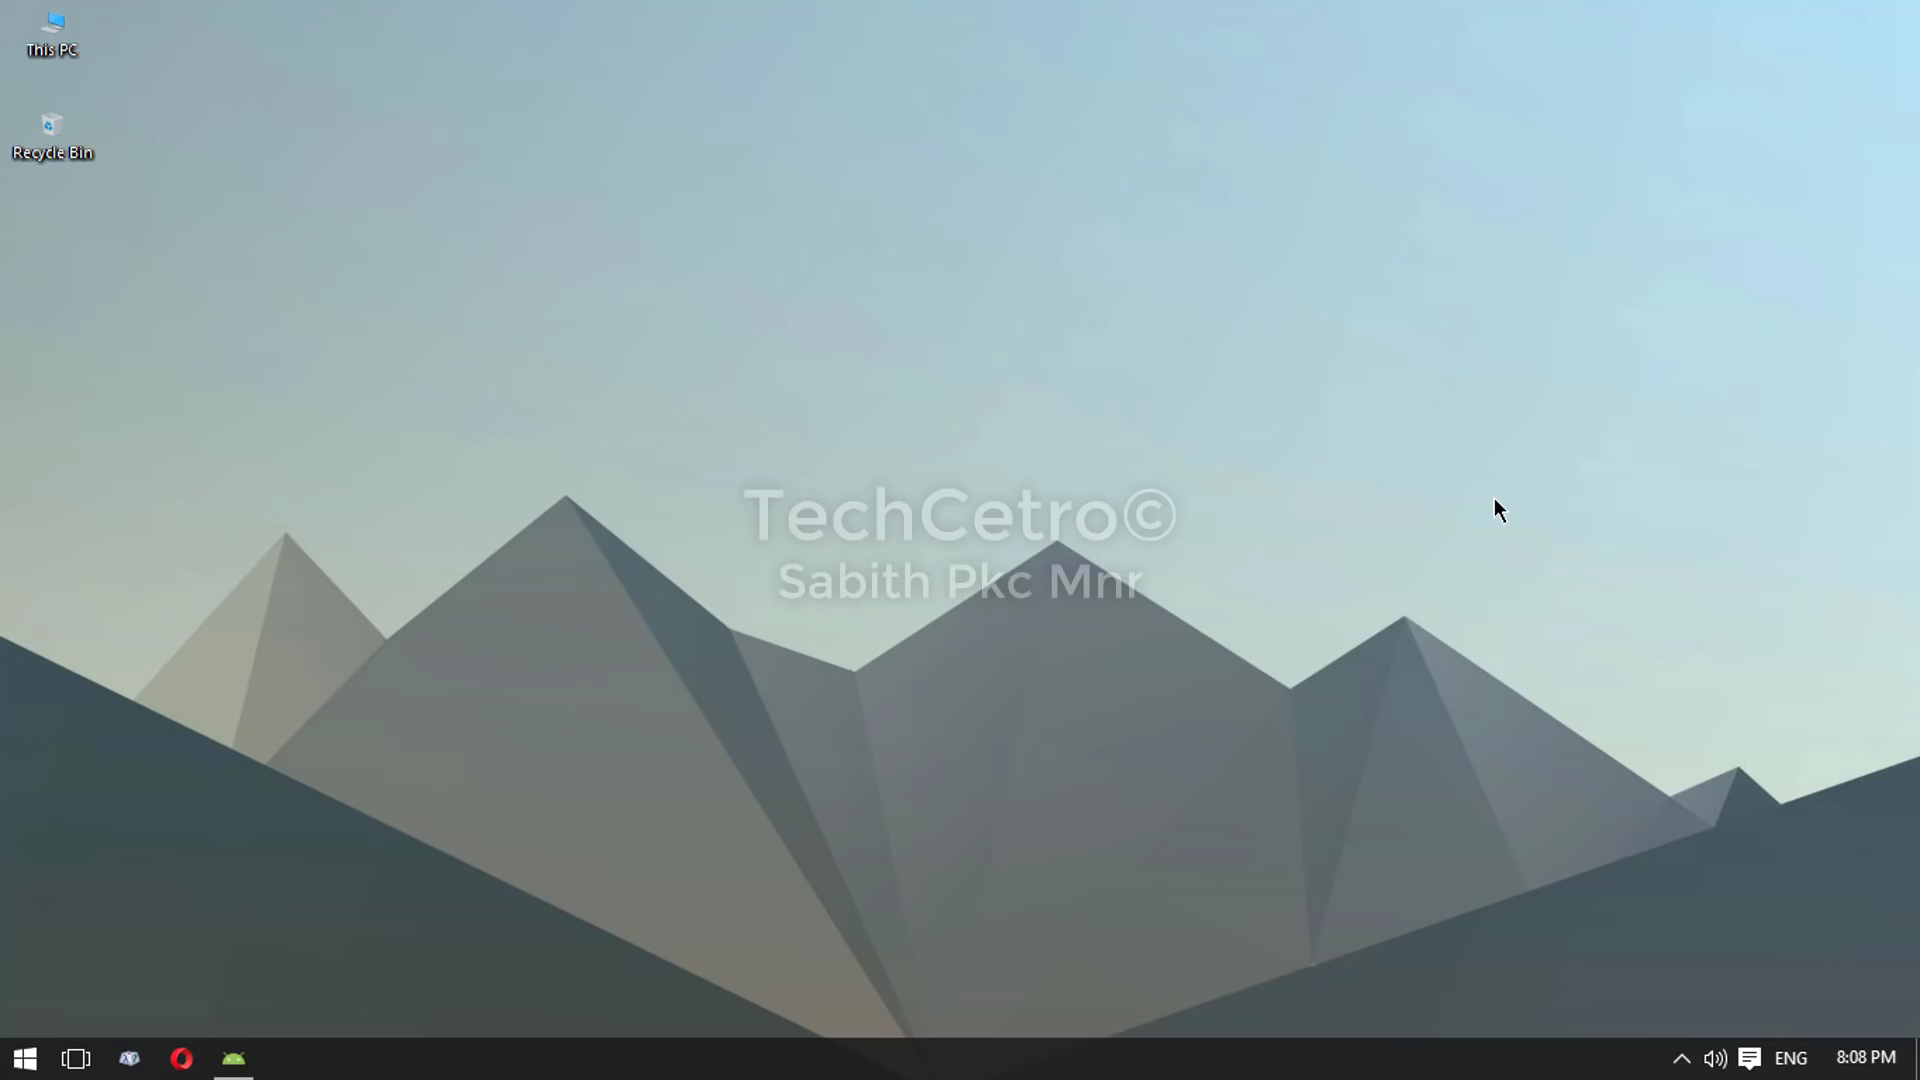 This PC
Recycle Bin
TechCetro©
Sabith Pkc Mnr
ENG
8:08 PM